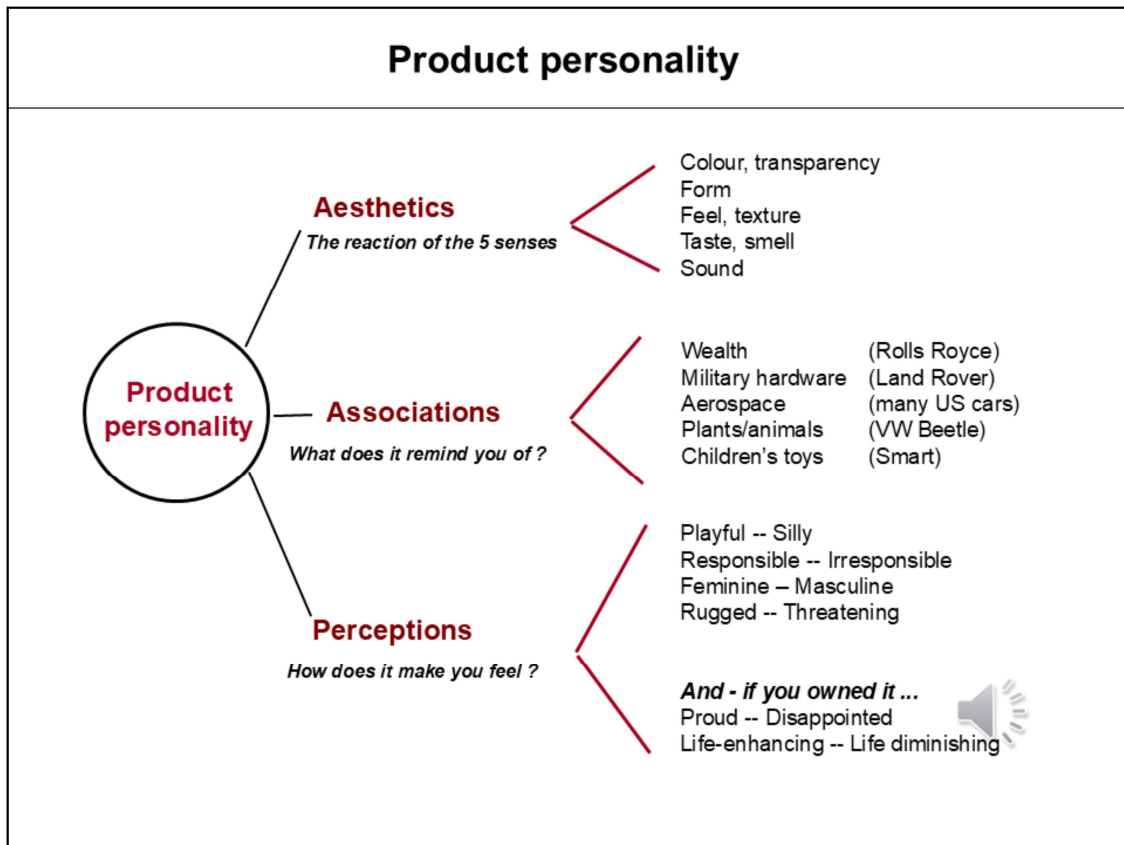 Product personality
Product
personality
Aesthetics
The reaction of the 5 senses
Colour, transparency
Form
Feel, texture
Taste, smell
Sound
Associations
What does it remind you of ?
Wealth (Rolls Royce)
Military hardware (Land Rover)
Aerospace (many US cars)
Plants/animals (VW Beetle)
Children’s toys (Smart)
Perceptions
How does it make you feel ?
Playful -- Silly
Responsible -- Irresponsible
Feminine – Masculine
Rugged -- Threatening
And - if you owned it ...
Proud -- Disappointed
Life-enhancing -- Life diminishing